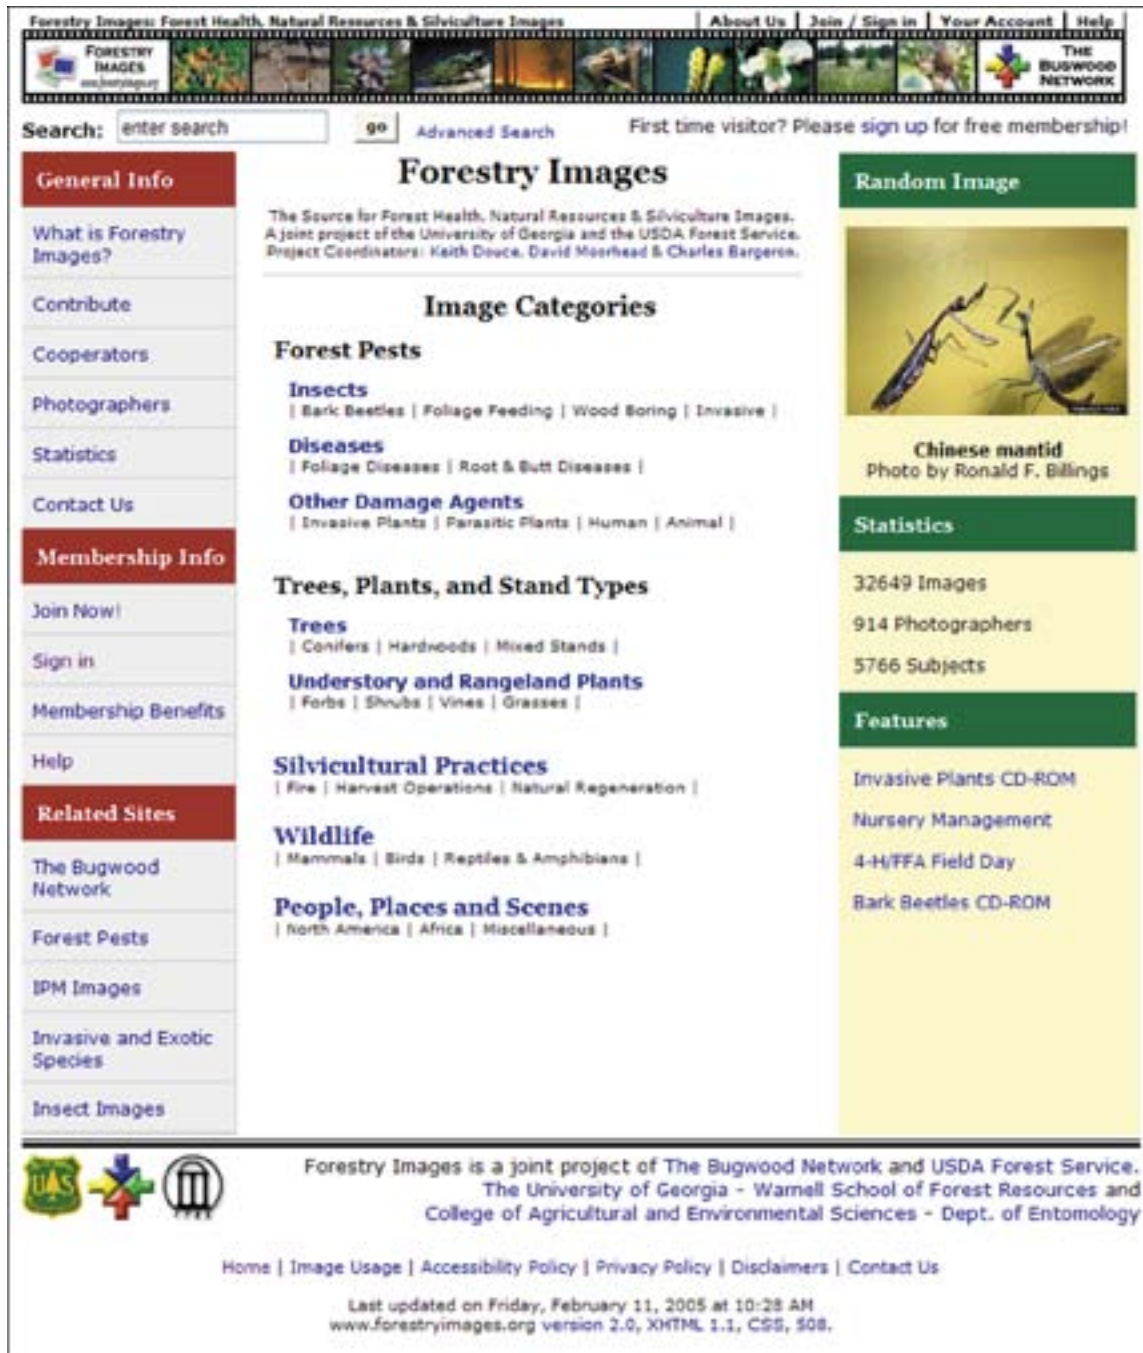 Forestry Images: Forest Health, Natural Resources & Silviculture Images
| About Us | Join / Sign in | Your Account | Help |
FORESTRY
IMAGES
www.forestryimages.org
THE
BUGWOOD
NETWORK
Search: enter search go Advanced Search First time visitor? Please sign up for free membership!
General Info
What is Forestry
Images?
Contribute
Cooperators
Photographers
Statistics
Contact Us
Membership Info
Join Now!
Sign in
Membership Benefits
Help
Related Sites
The Bugwood
Network
Forest Pests
IPM Images
Invasive and Exotic
Species
Insect Images
Forestry Images
The Source for Forest Health, Natural Resources & Silviculture Images.
A joint project of the University of Georgia and the USDA Forest Service.
Project Coordinators: Keith Douce, David Moorhead & Charles Bargeron.
Image Categories
Forest Pests
Insects
| Bark Beetles | Foliage Feeding | Wood Boring | Invasive |
Diseases
| Foliage Diseases | Root & Butt Diseases |
Other Damage Agents
| Invasive Plants | Parasitic Plants | Human | Animal |
Trees, Plants, and Stand Types
Trees
| Conifers | Hardwoods | Mixed Stands |
Understory and Rangeland Plants
| Forbs | Shrubs | Vines | Grasses |
Silvicultural Practices
| Fire | Harvest Operations | Natural Regeneration |
Wildlife
| Mammals | Birds | Reptiles & Amphibians |
People, Places and Scenes
| North America | Africa | Miscellaneous |
Random Image
Chinese mantid
Photo by Ronald F. Billings
Statistics
32649 Images
914 Photographers
5766 Subjects
Features
Invasive Plants CD-ROM
Nursery Management
4-H/FFA Field Day
Bark Beetles CD-ROM
UAS
Forestry Images is a joint project of The Bugwood Network and USDA Forest Service.
The University of Georgia - Warnell School of Forest Resources and
College of Agricultural and Environmental Sciences - Dept. of Entomology
Home | Image Usage | Accessibility Policy | Privacy Policy | Disclaimers | Contact Us
Last updated on Friday, February 11, 2005 at 10:28 AM
www.forestryimages.org version 2.0, XHTML 1.1, CSS, 508.